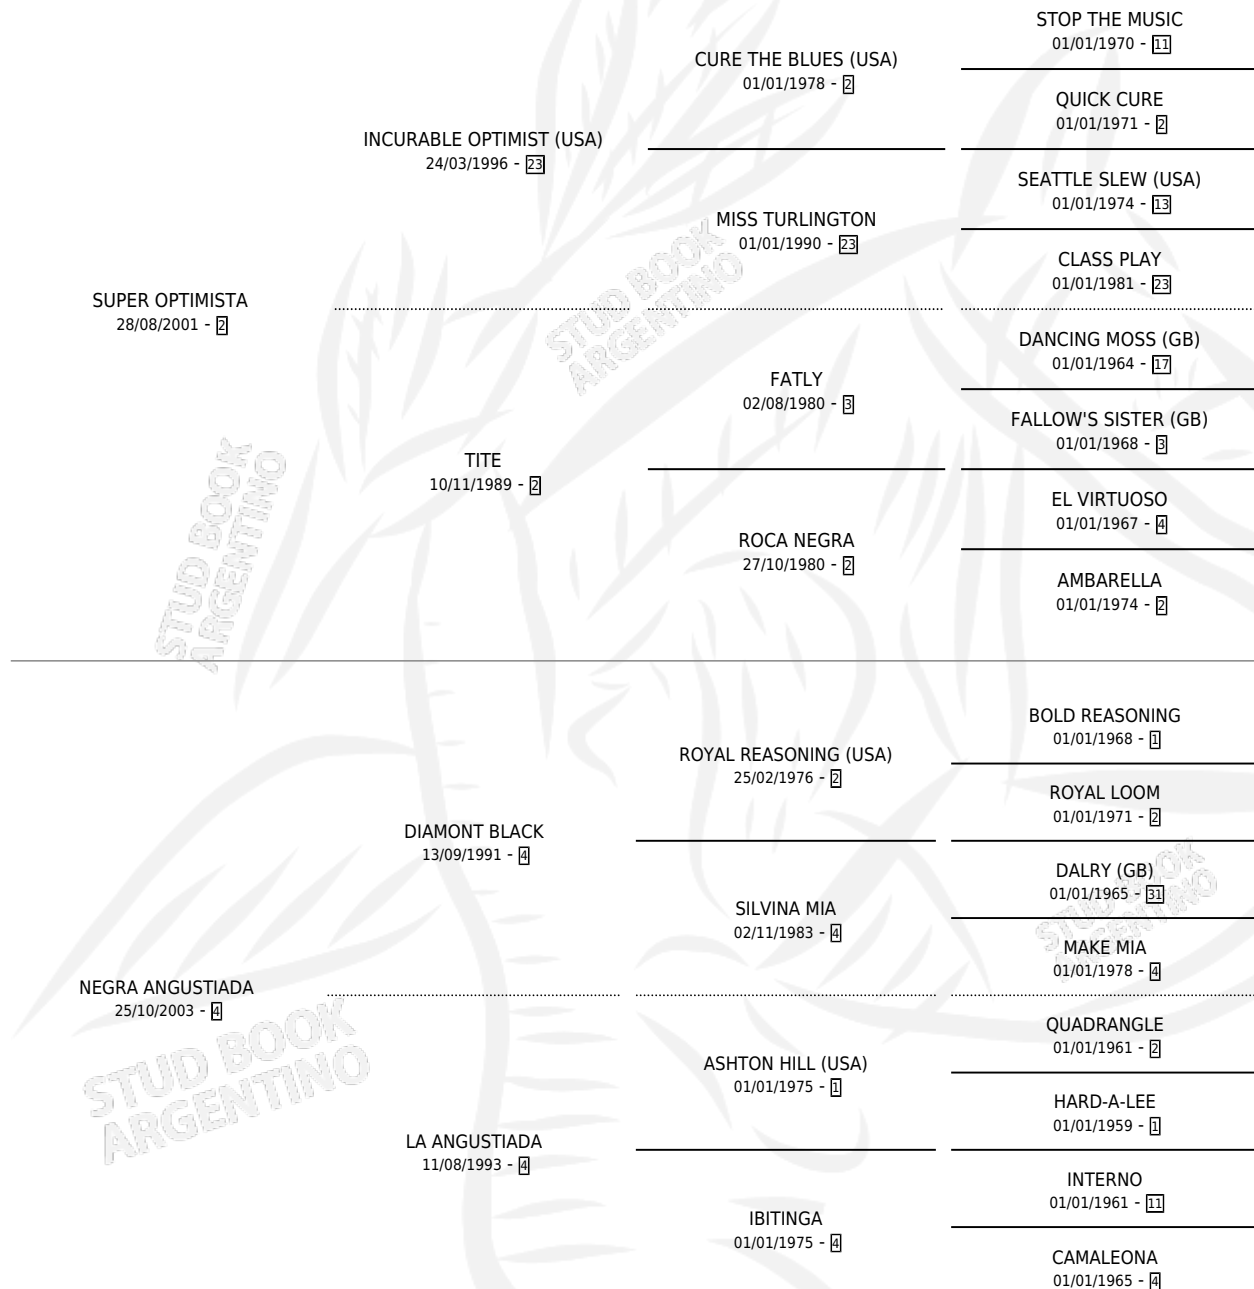 STOP THE MUSIC
01/01/1970 - 11
CURE THE BLUES (USA)
01/01/1978 - 2
QUICK CURE
01/01/1971 - 2
INCURABLE OPTIMIST (USA)
24/03/1996 - 23
SEATTLE SLEW (USA)
01/01/1974 - 13
MISS TURLINGTON
01/01/1990 - 23
CLASS PLAY
01/01/1981 - 23
SUPER OPTIMISTA
28/08/2001 - 2
STUD BOOK
ARGENTINO
DANCING MOSS (GB)
01/01/1964 - 17
FATLY
02/08/1980 - 3
FALLOW'S SISTER (GB)
01/01/1968 - 3
TITE
10/11/1989 - 2
EL VIRTUOSO
01/01/1967 - 4
ROCA NEGRA
27/10/1980 - 2
AMBARELLA
01/01/1974 - 2
STUD BOOK
ARGENTINO
BOLD REASONING
01/01/1968 - 1
ROYAL REASONING (USA)
25/02/1976 - 2
ROYAL LOOM
01/01/1971 - 2
DIAMONT BLACK
13/09/1991 - 4
DALRY (GB)
01/01/1965 - 31
SILVINA MIA
02/11/1983 - 4
MAKE MIA
01/01/1978 - 4
STUD BOOK
ARGENTINO
NEGRA ANGUSTIADA
25/10/2003 - 4
STUD BOOK
ARGENTINO
QUADRANGLE
01/01/1961 - 2
ASHTON HILL (USA)
01/01/1975 - 1
HARD-A-LEE
01/01/1959 - 1
LA ANGUSTIADA
11/08/1993 - 4
INTERNO
01/01/1961 - 11
IBITINGA
01/01/1975 - 4
CAMALEONA
01/01/1965 - 4